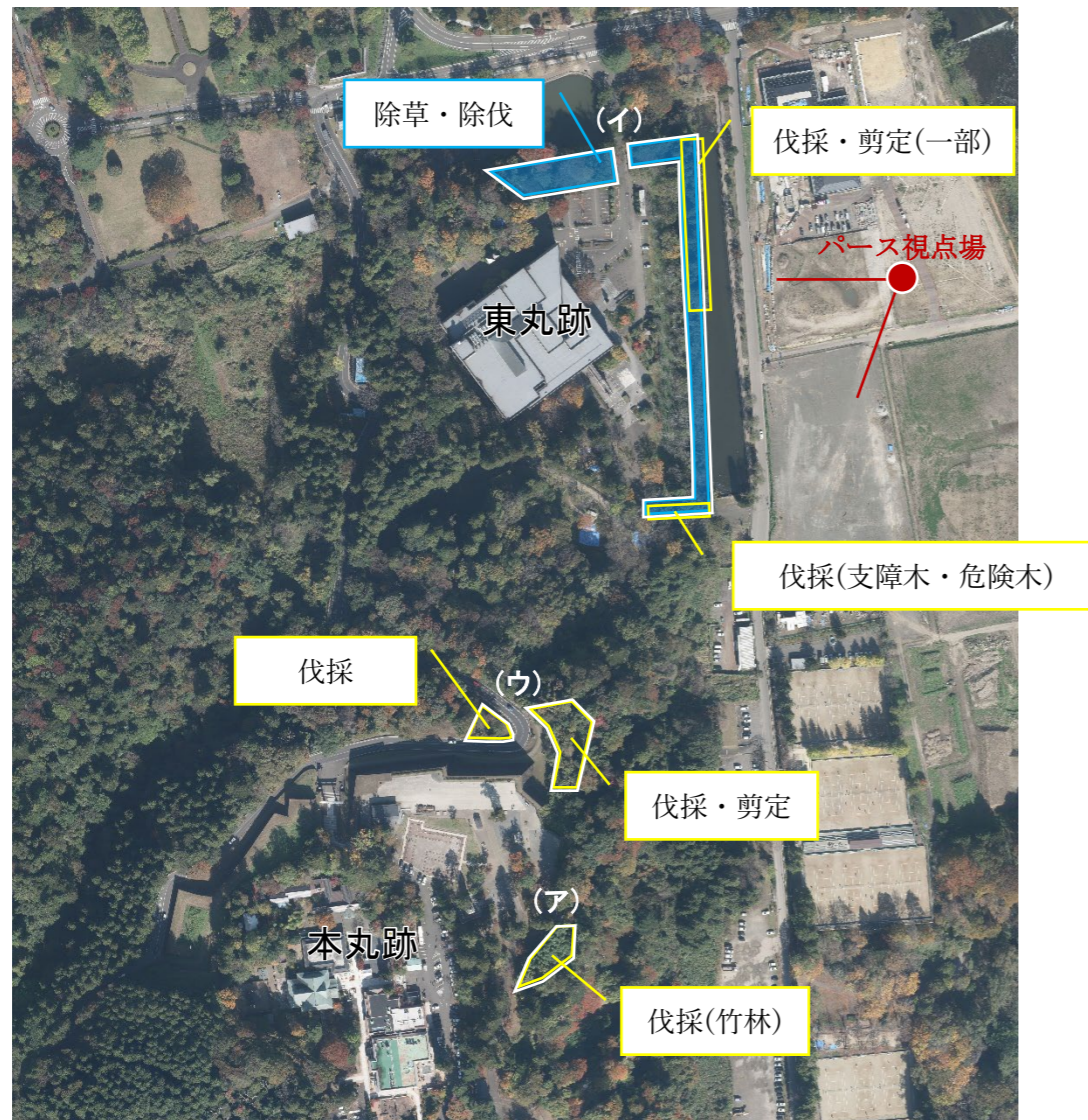 除草・除伐
(イ)
伐採・剪定(一部)
パース視点場
東丸跡
伐採(支障木・危険木)
伐採
(ウ)
伐採・剪定
(ア)
本丸跡
伐採(竹林)